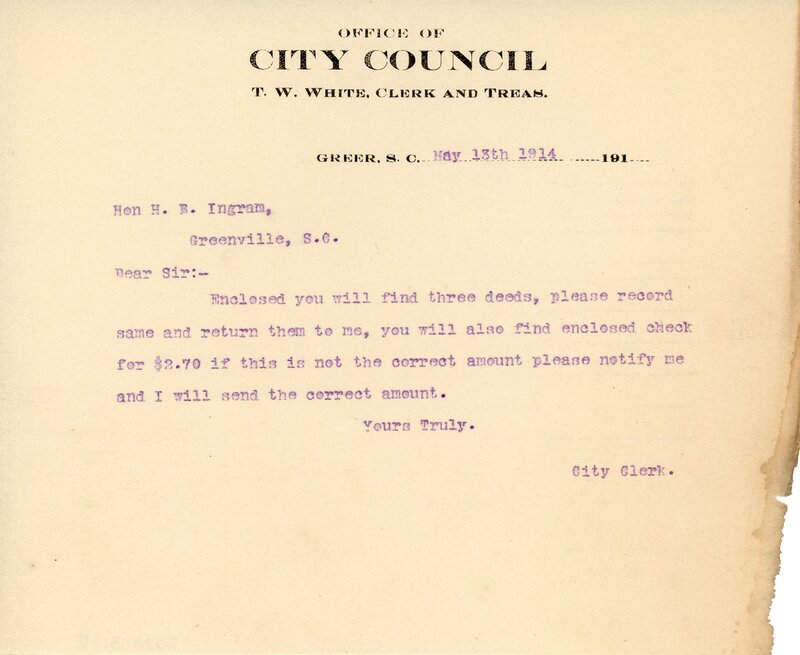 OFFICE OF
CITY COUNCIL
T. W. WHITE, CLERK AND TREAS.
GREER, S. C. May 13th 1914 191
Hon H. E. Ingram,
Greenville, S.C.
Dear Sir:-
Enclosed you will find three deeds, please record
same and return them to me, you will also find enclosed check
for $2.70 if this is not the correct amount please notify me
and I will send the correct amount.
Yours Truly.
City Clerk.